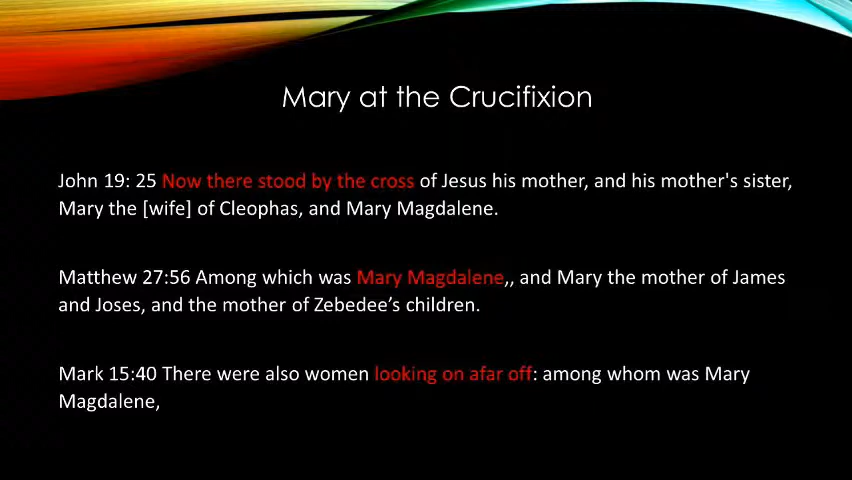 Mary at the Crucifixion
John 19: 25 Now there stood by the cross of Jesus his mother, and his mother's sister,
Mary the [wife] of Cleophas, and Mary Magdalene.
Matthew 27:56 Among which was Mary Magdalene,, and Mary the mother of James
and Joses, and the mother of Zebedee’s children.
Mark 15:40 There were also women looking on afar off: among whom was Mary
Magdalene,